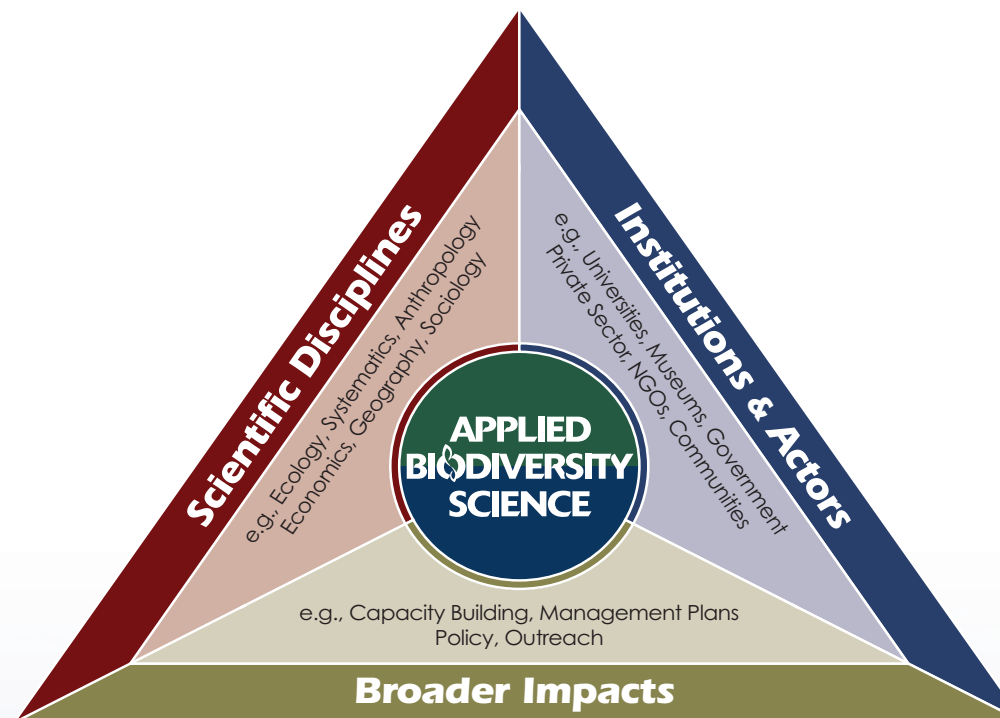 Scientific Disciplines
e.g., Ecology, Systematics, Anthropology
Economics, Geography, Sociology
Institutions & Actors
e.g., Universities, Museums, Government
Private Sector, NGOs, Communities
APPLIED
BIODIVERSITY
SCIENCE
e.g., Capacity Building, Management Plans
Policy, Outreach
Broader Impacts